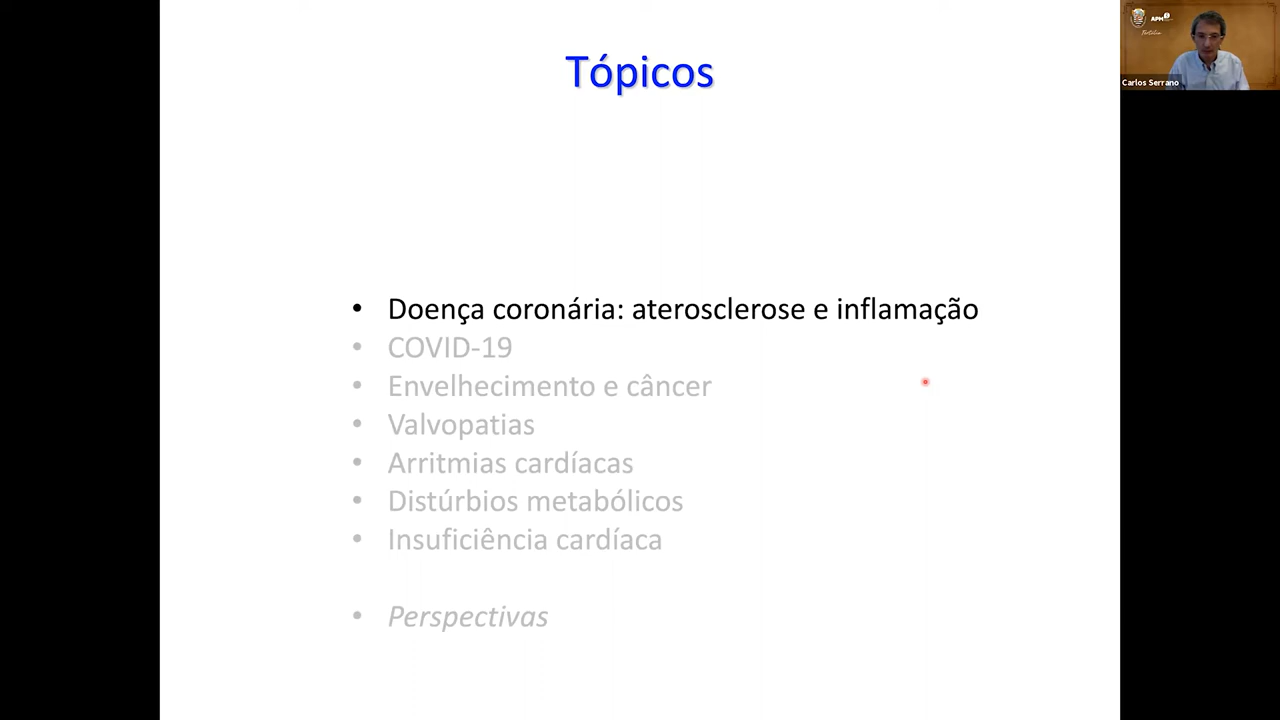 Tópicos
APM
Carlos Serrano
• Doença coronária: aterosclerose e inflamação
• COVID-19
• Envelhecimento e câncer
• Valvopatias
• Arritmias cardíacas
• Distúrbios metabólicos
• Insuficiência cardíaca
• Perspectivas